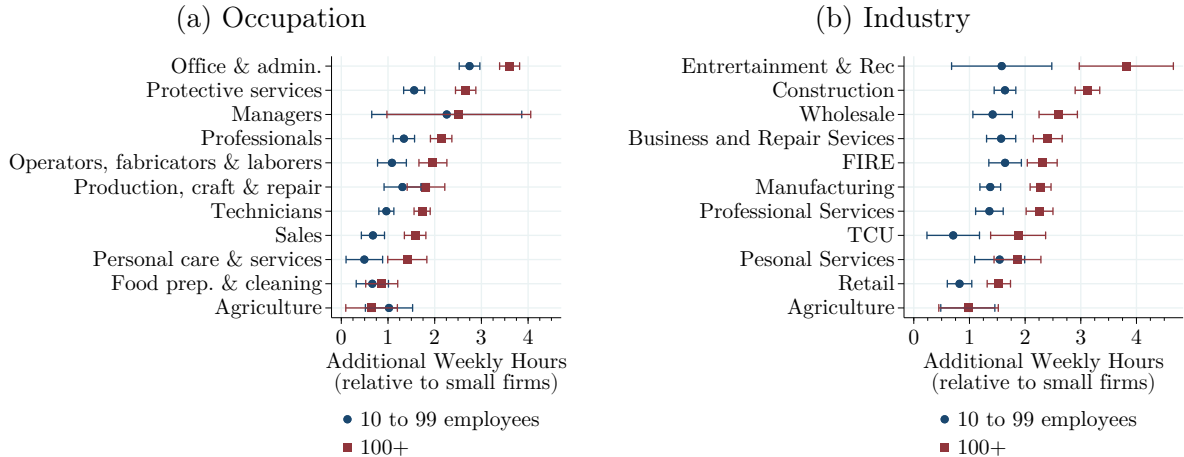 (a) Occupation
Office & admin.
Protective services
Managers
Professionals
Operators, fabricators & laborers
Production, craft & repair
Technicians
Sales
Personal care & services
Food prep. & cleaning
Agriculture
0 1 2 3 4
Additional Weekly Hours
(relative to small firms)
10 to 99 employees
100+
(b) Industry
Entrertainment & Rec
Construction
Wholesale
Business and Repair Sevices
FIRE
Manufacturing
Professional Services
TCU
Pesonal Services
Retail
Agriculture
0 1 2 3 4
Additional Weekly Hours
(relative to small firms)
10 to 99 employees
100+